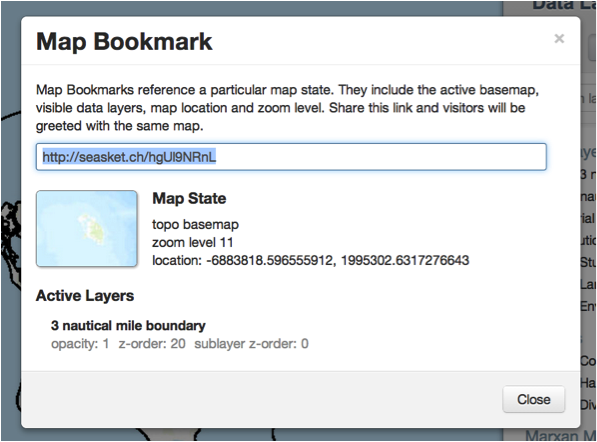 Data La
Map Bookmark
×
Map Bookmarks reference a particular map state. They include the active basemap,
visible data layers, map location and zoom level. Share this link and visitors will be
greeted with the same map.
http://seasket.ch/hgUl9NRnL
Map State
topo basemap
zoom level 11
location: -6883818.596555912, 1995302.6317276643
Active Layers
3 nautical mile boundary
opacity: 1 z-order: 20 sublayer z-order: 0
Close
Marxan M